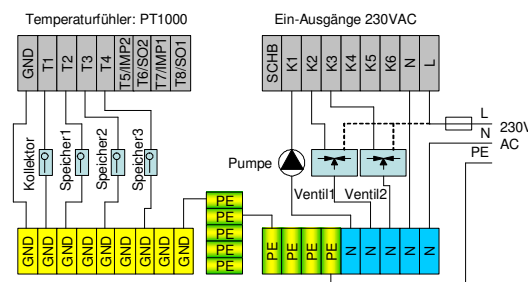 Temperaturfühler: PT1000
Ein-Ausgänge 230VAC
GND
T1
T2
T3
T4
T5/IMP2
T6/SO2
T7/IMP1
T8/SO1
SCHB
K1
K2
K3
K4
K5
K6
N
L
L
N
PE
230V
AC
Kollektor
Speicher1
Speicher2
Speicher3
Pumpe
Ventil1
Ventil2
PE
PE
PE
PE
PE
GND
GND
GND
GND
GND
GND
GND
GND
GND
PE
PE
PE
PE
N
N
N
N
N